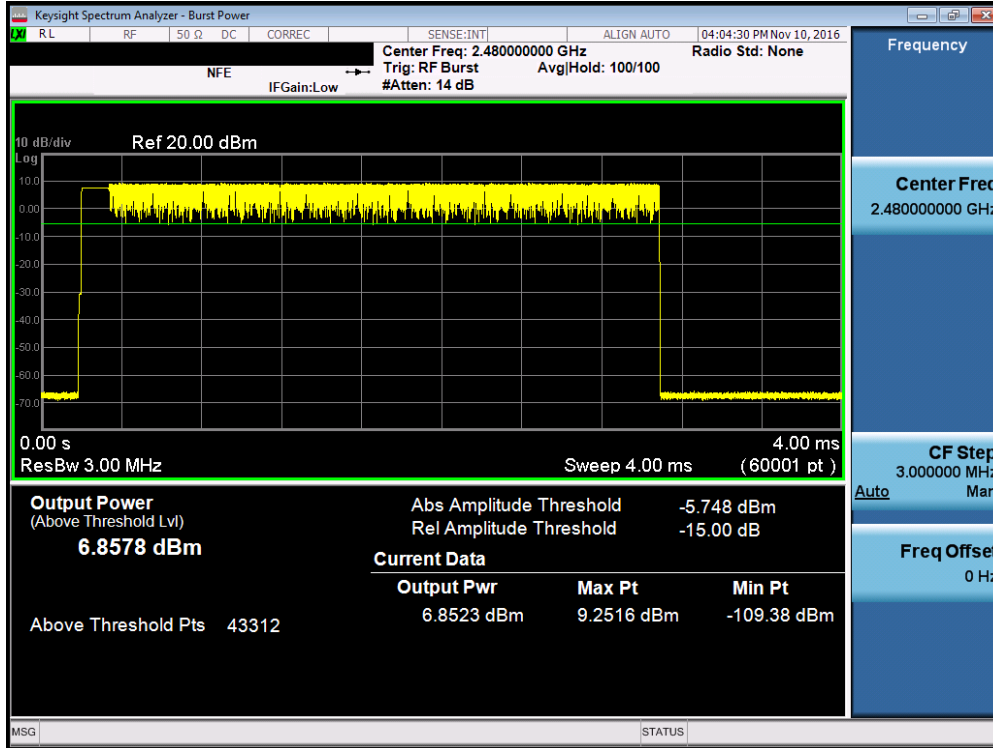 Keysight Spectrum Analyzer - Burst Power
LXI RL RF 50 Ω DC CORREC SENSE:INT ALIGN AUTO 04:04:30 PM Nov 10, 2016
Center Freq: 2.480000000 GHz Radio Std: None
NFE Trig: RF Burst Avg|Hold: 100/100
IFGain:Low #Atten: 14 dB
10 dB/div Ref 20.00 dBm
Log
10.0
0.00
-10.0
-20.0
-30.0
-40.0
-50.0
-60.0
-70.0
0.00 s 4.00 ms
ResBw 3.00 MHz Sweep 4.00 ms (60001 pt)
Output Power
(Above Threshold Lvl)
6.8578 dBm
Above Threshold Pts 43312
Abs Amplitude Threshold -5.748 dBm
Rel Amplitude Threshold -15.00 dB
Current Data
Output Pwr Max Pt Min Pt
6.8523 dBm 9.2516 dBm -109.38 dBm
MSG STATUS
Frequency
Center Freq
2.480000000 GHz
CF Step
3.000000 MHz
Auto Man
Freq Offset
0 Hz